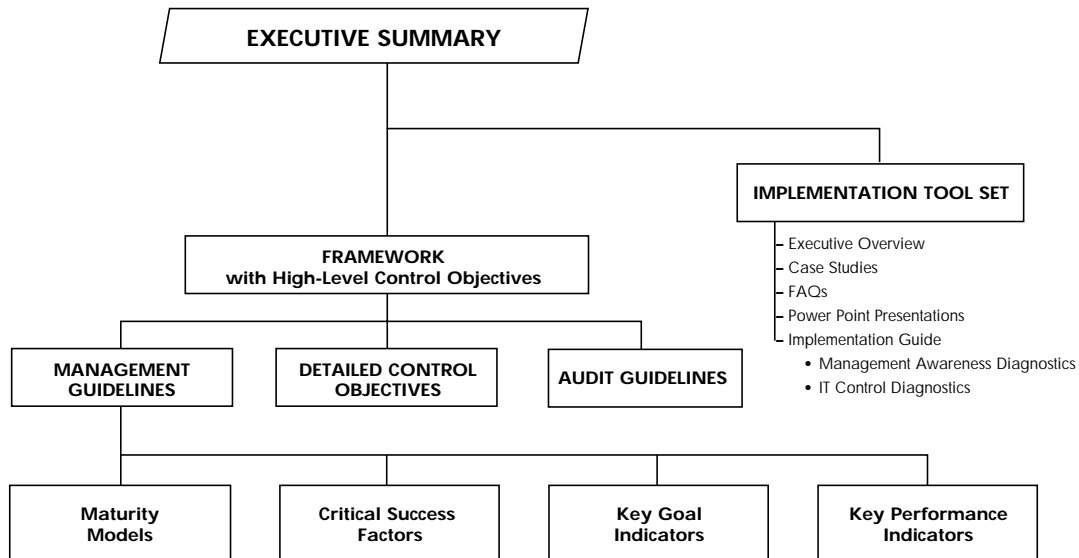 EXECUTIVE SUMMARY
IMPLEMENTATION TOOL SET
– Executive Overview
– Case Studies
– FAQs
– Power Point Presentations
– Implementation Guide
• Management Awareness Diagnostics
• IT Control Diagnostics
FRAMEWORK
with High-Level Control Objectives
MANAGEMENT
GUIDELINES
DETAILED CONTROL
OBJECTIVES
AUDIT GUIDELINES
Maturity
Models
Critical Success
Factors
Key Goal
Indicators
Key Performance
Indicators